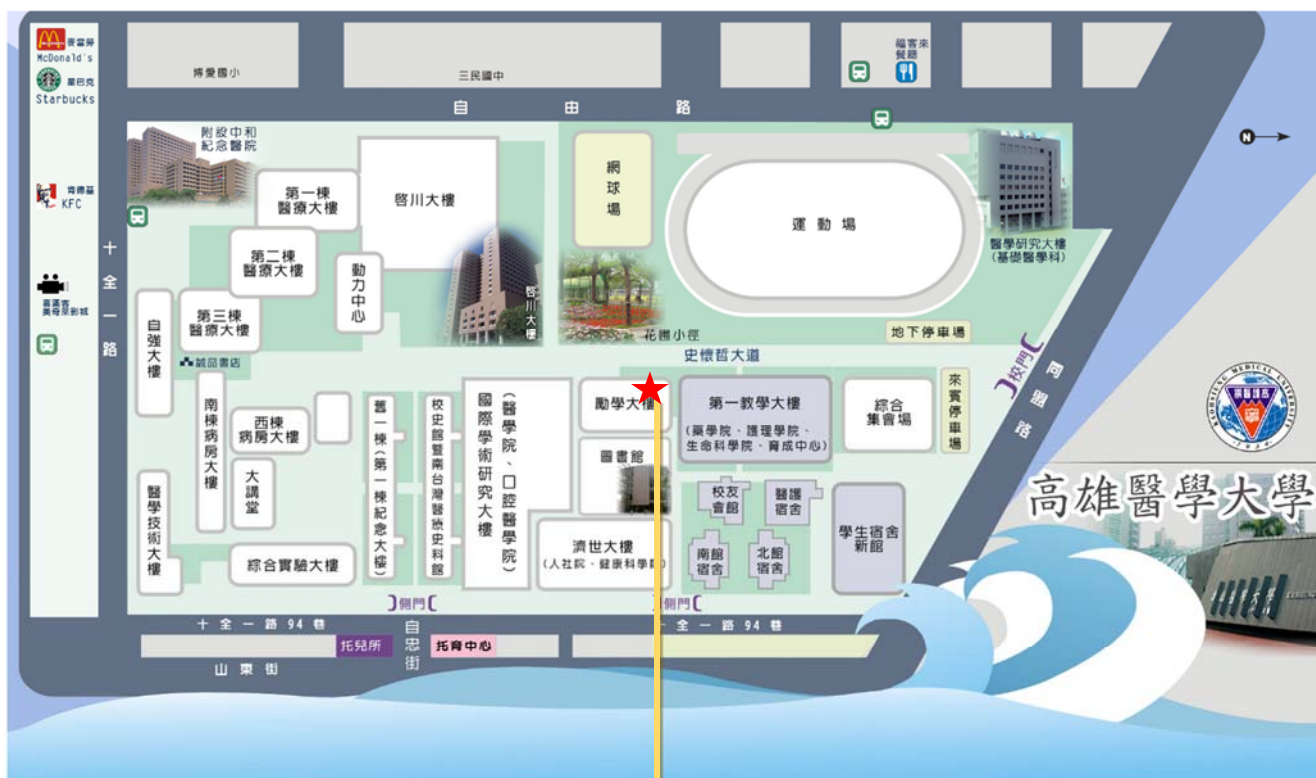 麥當勞
McDonald's
星巴克
Starbucks
肯德基
KFC
喜滿客
美奇萊影城
博愛國小
三民國中
福客來
餐廳
自由路
N
附設中和
紀念醫院
第一棟
醫療大樓
啓川大樓
網球場
運動場
醫學研究大樓
(基礎醫學科)
十全一路
第二棟
醫療大樓
動力中心
第三棟
醫療大樓
啓川大樓
花圃小徑
地下停車場
自強大樓
誠品書店
史懷哲大道
校門
同盟路
南棟病房大樓
西棟
病房大樓
大講堂
舊一棟(第一棟紀念大樓)
校史館暨南台灣醫療史料館
國際學術研究大樓
(醫學院、口腔醫學院)
勵學大樓
第一教學大樓
(藥學院、護理學院、
生命科學院、育成中心)
綜合
集會場
來賓停車場
KAOHSIUNG MEDICAL UNIVERSITY
高雄醫學大學
圖書館
校友
會館
醫護
宿舍
學生宿舍
新館
醫學技術大樓
綜合實驗大樓
濟世大樓
(人社院、健康科學院)
南館
宿舍
北館
宿舍
側門
側門
十全一路94巷
自忠街
十全一路94巷
托兒所
托育中心
山東街